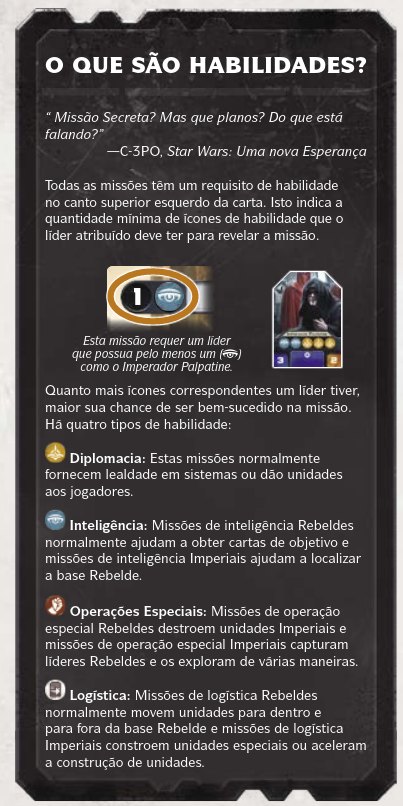 O QUE SÃO HABILIDADES?
“ Missão Secreta? Mas que planos? Do que está
falando?”
—C-3PO, Star Wars: Uma nova Esperança
Todas as missões têm um requisito de habilidade
no canto superior esquerdo da carta. Isto indica a
quantidade mínima de ícones de habilidade que o
líder atribuído deve ter para revelar a missão.
1
3 2
Esta missão requer um líder
que possua pelo menos um ( )
como o Imperador Palpatine.
Quanto mais ícones correspondentes um líder tiver,
maior sua chance de ser bem-sucedido na missão.
Há quatro tipos de habilidade:
Diplomacia: Estas missões normalmente
fornecem lealdade em sistemas ou dão unidades
aos jogadores.
Inteligência: Missões de inteligência Rebeldes
normalmente ajudam a obter cartas de objetivo e
missões de inteligência Imperiais ajudam a localizar
a base Rebelde.
Operações Especiais: Missões de operação
especial Rebeldes destroem unidades Imperiais e
missões de operação especial Imperiais capturam
líderes Rebeldes e os exploram de várias maneiras.
Logística: Missões de logística Rebeldes
normalmente movem unidades para dentro e
para fora da base Rebelde e missões de logística
Imperiais constroem unidades especiais ou aceleram
a construção de unidades.